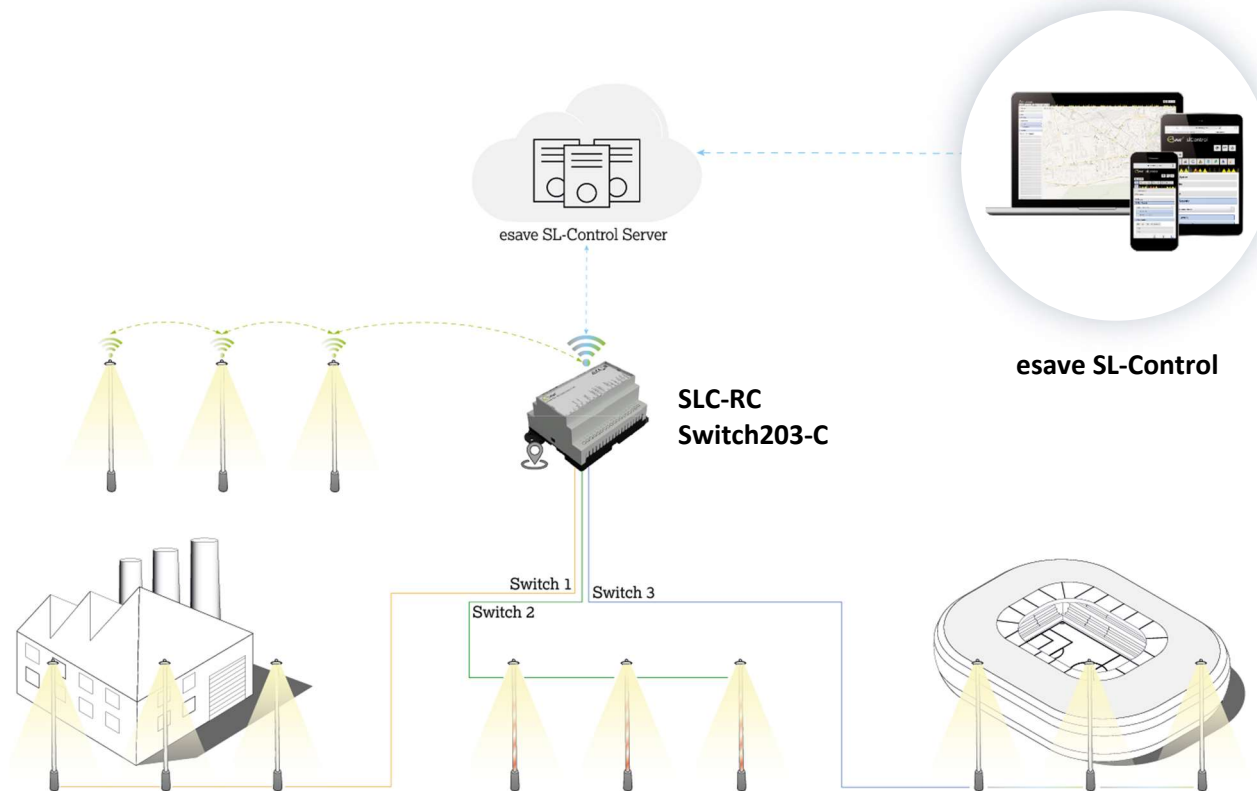 esave SL-Control Server
esave SL-Control
SLC-RC
Switch203-C
Switch 1
Switch 3
Switch 2